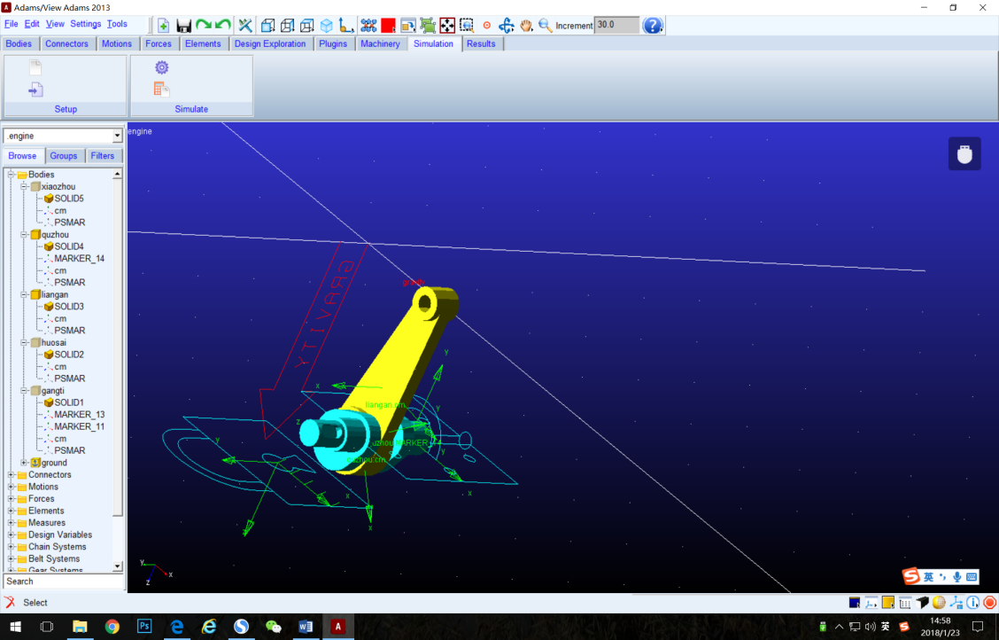 Adams/View Adams 2013
File Edit View Settings Tools
Increment 30.0
Bodies Connectors Motions Forces Elements Design Exploration Plugins Machinery Simulation Results
Setup Simulate
.engine
Browse Groups Filters
Bodies
xiaozhou
SOLID5
cm
PSMAR
quzhou
SOLID4
MARKER_14
cm
PSMAR
liangan
SOLID3
cm
PSMAR
huosai
SOLID2
cm
PSMAR
gangti
SOLID1
MARKER_13
MARKER_11
cm
PSMAR
ground
Connectors
Motions
Forces
Elements
Measures
Design Variables
Chain Systems
Belt Systems
Gear Systems
Search
engine
GRAVITY
gravity
y
x
liangan.cm
y
z
y
uzhou.MARKER_14
y
quzhou.cm
x
x
x
z
y
x
z
英
Select
Ps
W
A
英
14:58
2018/1/23